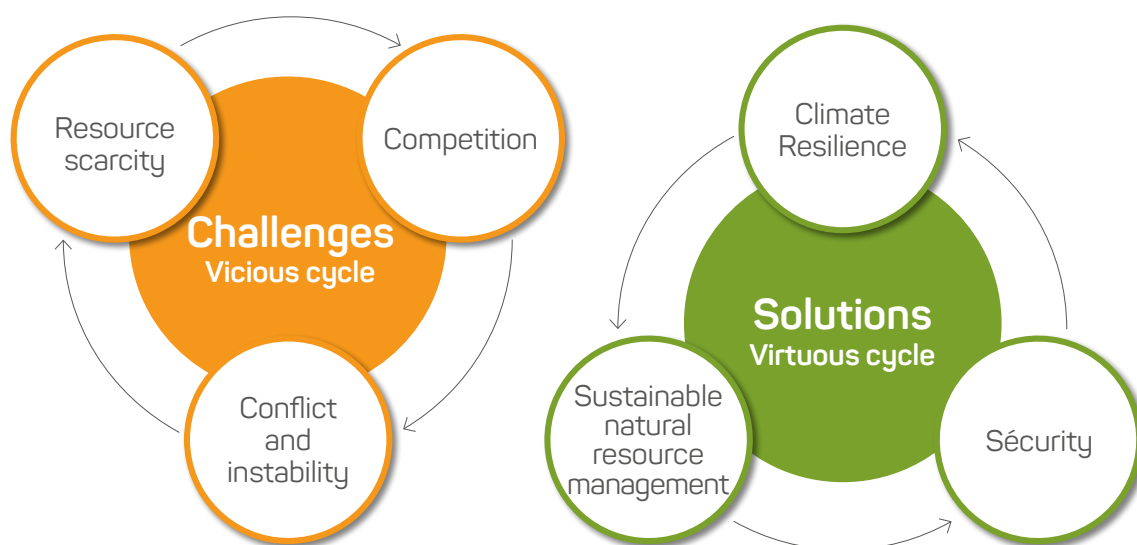 Resource
scarcity
Competition
Challenges
Vicious cycle
Conflict
and
instability
Climate
Resilience
Solutions
Virtuous cycle
Sustainable
natural
resource
management
Sécurity